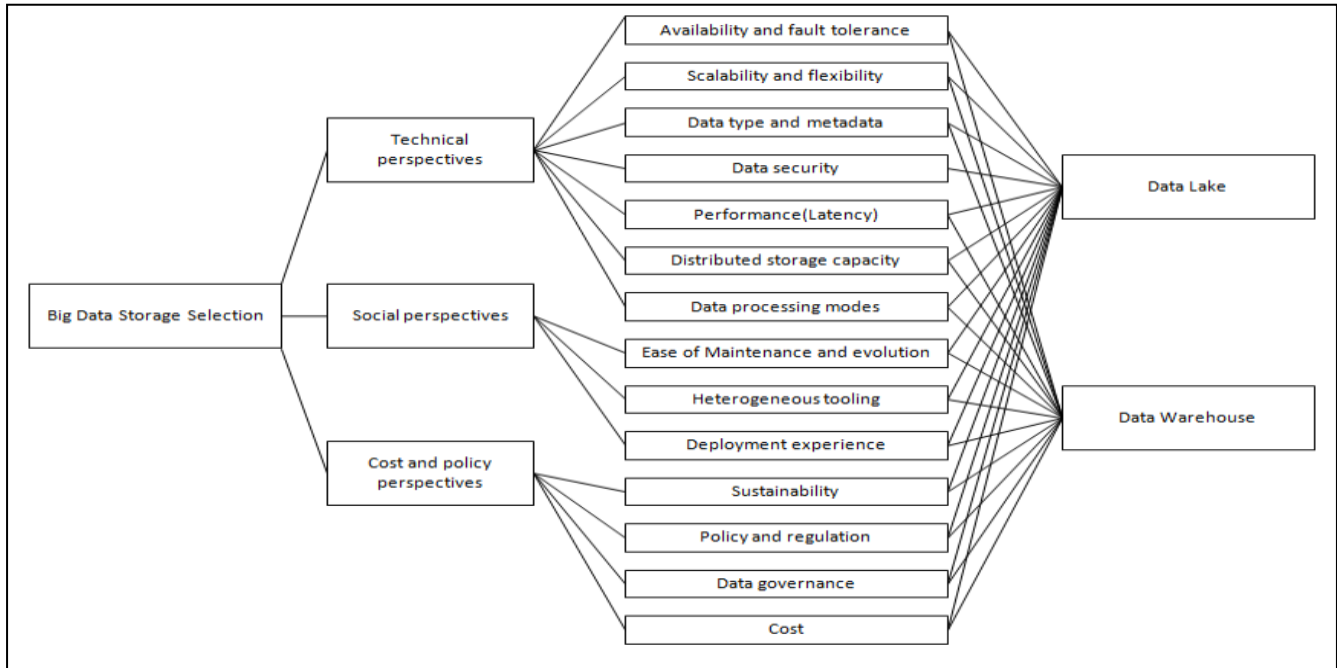 Big Data Storage Selection
Technical
perspectives
Social perspectives
Cost and policy
perspectives
Availability and fault tolerance
Scalability and flexibility
Data type and metadata
Data security
Performance(Latency)
Distributed storage capacity
Data processing modes
Ease of Maintenance and evolution
Heterogeneous tooling
Deployment experience
Sustainability
Policy and regulation
Data governance
Cost
Data Lake
Data Warehouse